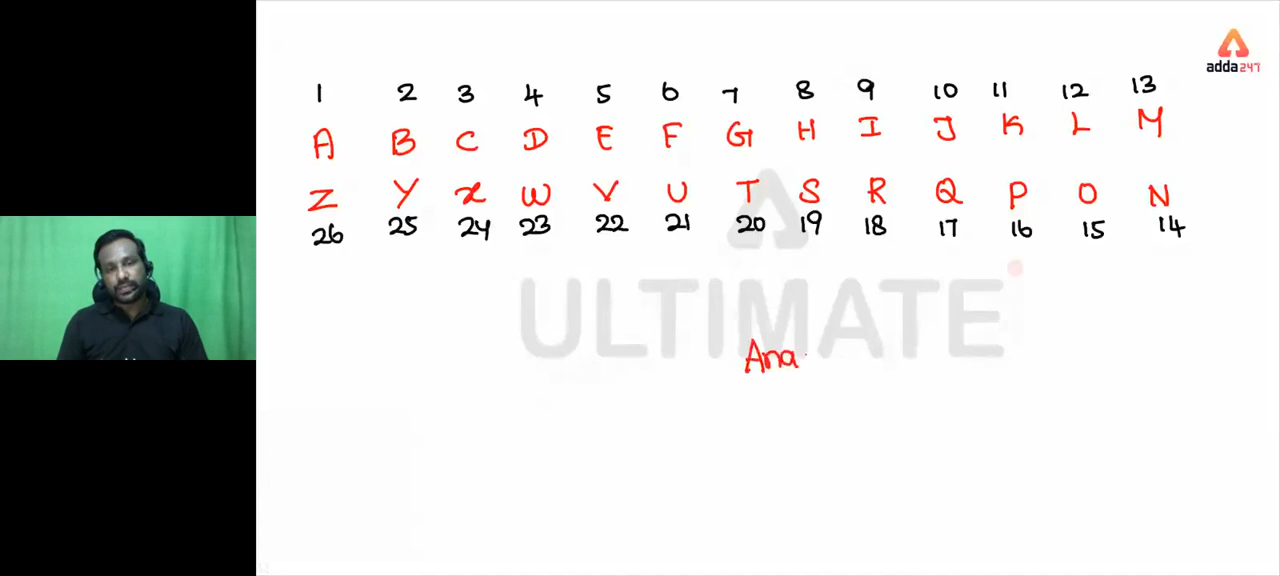 adda247
1 2 3 4 5 6 7 8 9 10 11 12 13
A B C D E F G H I J K L M
Z Y X W V U T S R Q P O N
26 25 24 23 22 21 20 19 18 17 16 15 14
ULTIMATE
Ana